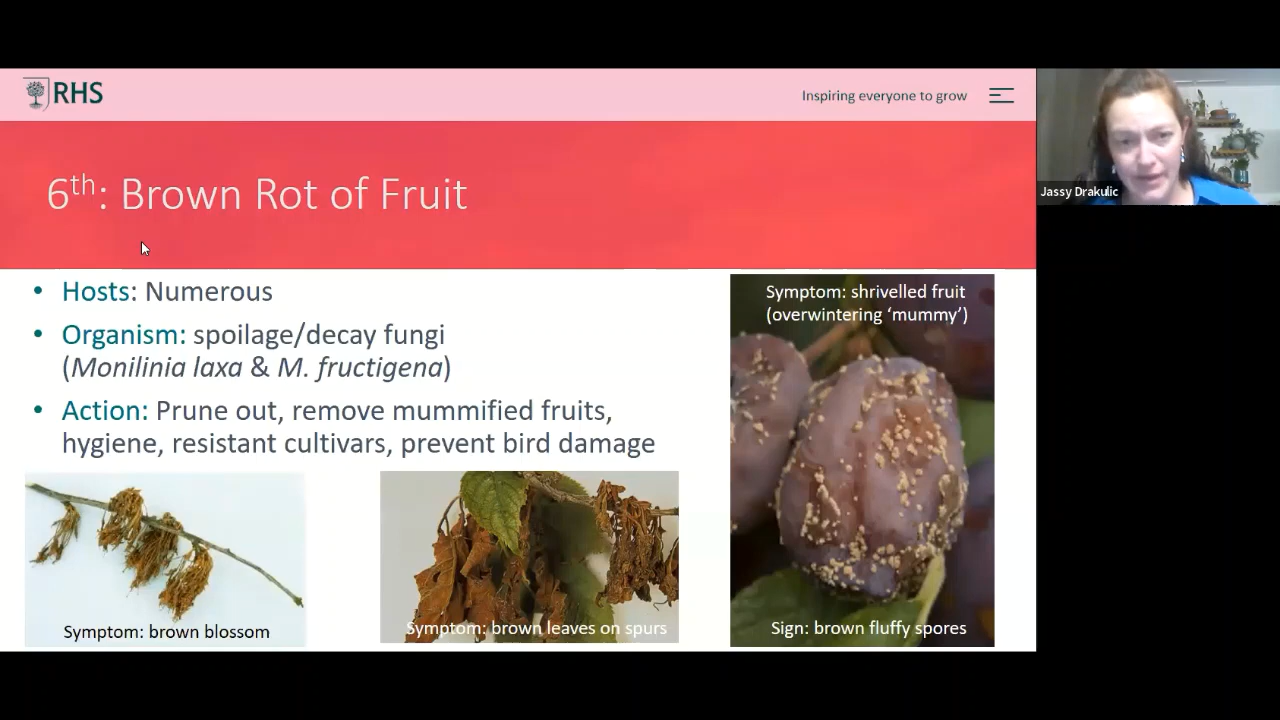 RHS
Inspiring everyone to grow
Jassy Drakulic
6th: Brown Rot of Fruit
• Hosts: Numerous
• Organism: spoilage/decay fungi
(Monilinia laxa & M. fructigena)
• Action: Prune out, remove mummified fruits,
hygiene, resistant cultivars, prevent bird damage
Symptom: shrivelled fruit
(overwintering ‘mummy’)
Symptom: brown blossom
Symptom: brown leaves on spurs
Sign: brown fluffy spores